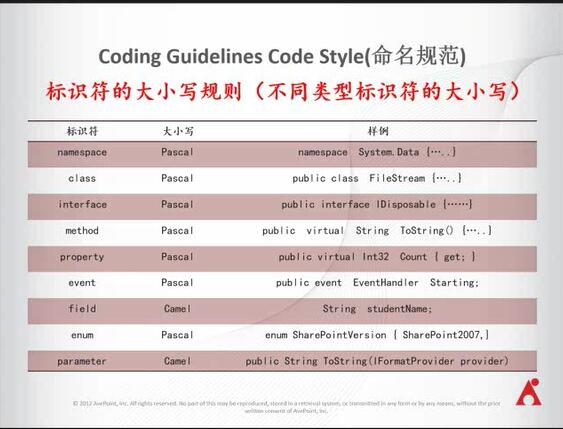 Coding Guidelines Code Style(命名规范)
标识符的大小写规则（不同类型标识符的大小写）
标识符 大小写 样例
namespace Pascal namespace System.Data {…..}
class Pascal public class FileStream {…..}
interface Pascal public interface IDisposable {……}
method Pascal public virtual String ToString() {…..}
property Pascal public virtual Int32 Count { get; }
event Pascal public event EventHandler Starting;
field Camel String studentName;
enum Pascal enum SharePointVersion { SharePoint2007,}
parameter Camel public String ToString(IFormatProvider provider)
© 2012 AvePoint, Inc. All rights reserved. No part of this may be reproduced, stored in a retrieval system, or transmitted in any form or by any means, without the prior
written consent of AvePoint, Inc.